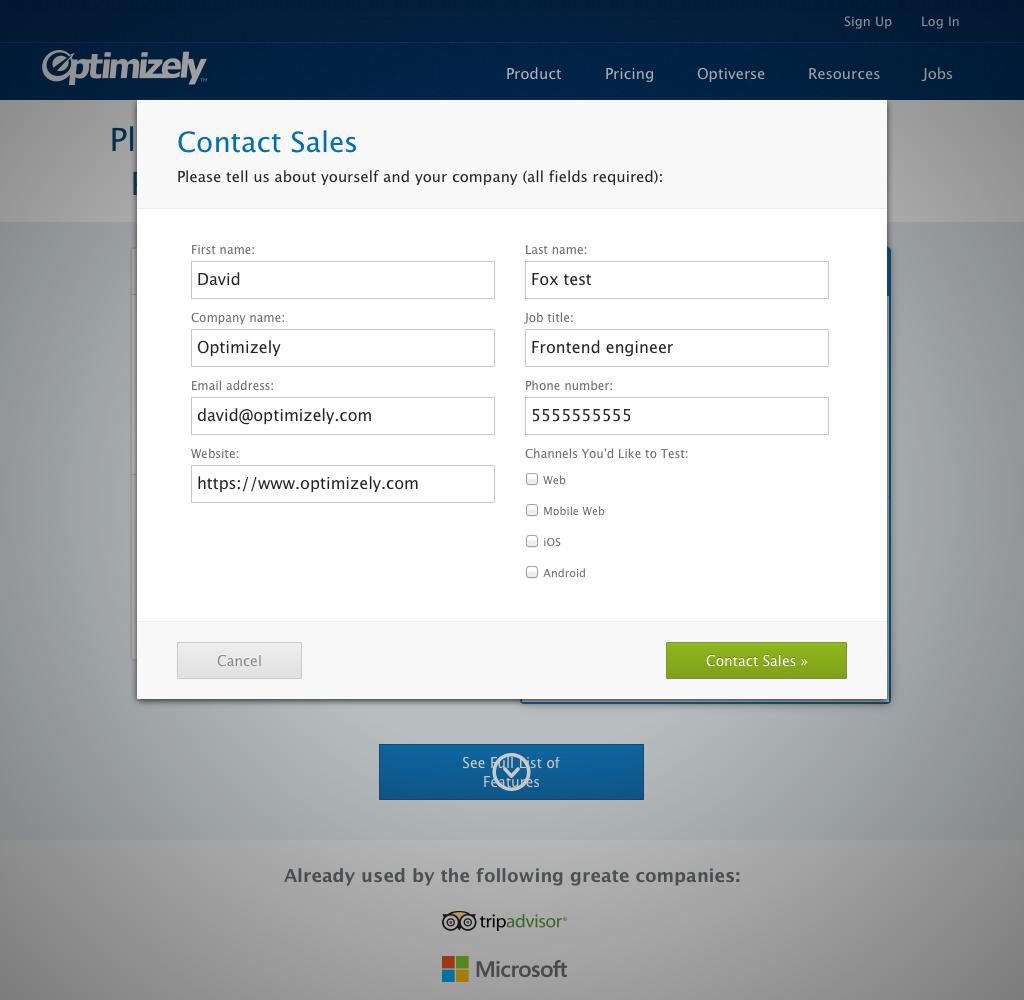 Sign Up Log In
Optimizely™
Product Pricing Optiverse Resources Jobs
Contact Sales
Please tell us about yourself and your company (all fields required):
First name:
David
Last name:
Fox test
Company name:
Optimizely
Job title:
Frontend engineer
Email address:
david@optimizely.com
Phone number:
5555555555
Website:
https://www.optimizely.com
Channels You'd Like to Test:
Web
Mobile Web
iOS
Android
Cancel
Contact Sales »
See Full List of
Features
Already used by the following greate companies:
tripadvisor®
Microsoft